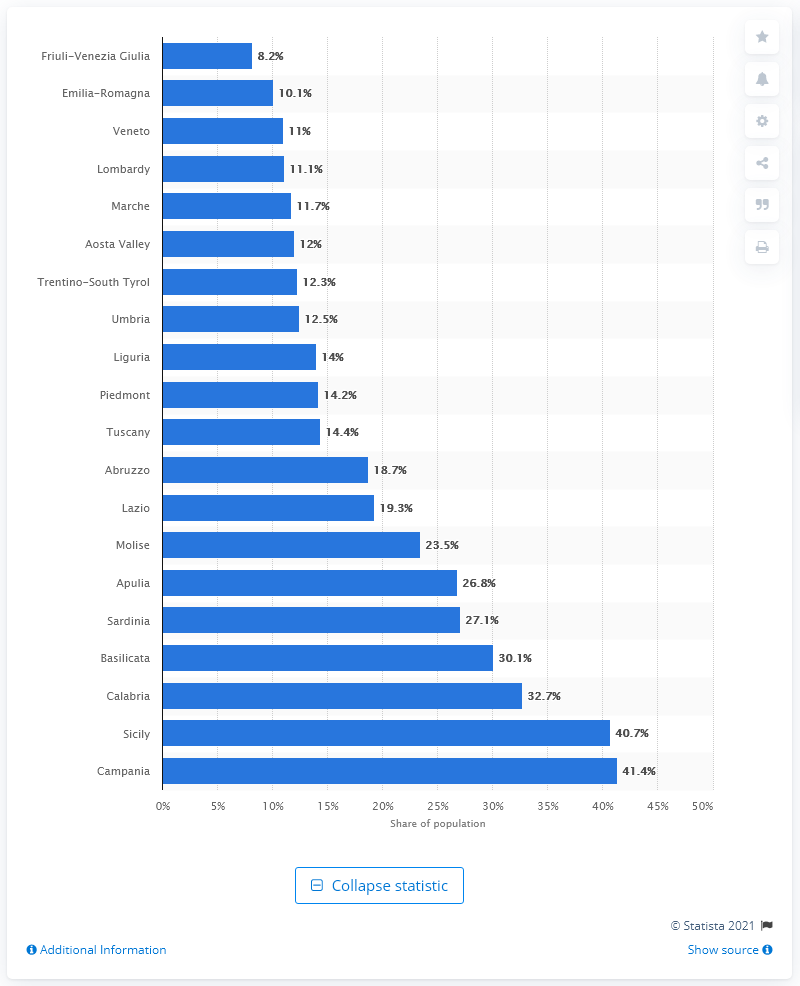 Friuli-Venezia Giulia 8.2%
Emilia-Romagna 10.1%
Veneto 11%
Lombardy 11.1%
Marche 11.7%
Aosta Valley 12%
Trentino-South Tyrol 12.3%
Umbria 12.5%
Liguria 14%
Piedmont 14.2%
Tuscany 14.4%
Abruzzo 18.7%
Lazio 19.3%
Molise 23.5%
Apulia 26.8%
Sardinia 27.1%
Basilicata 30.1%
Calabria 32.7%
Sicily 40.7%
Campania 41.4%
0% 5% 10% 15% 20% 25% 30% 35% 40% 45% 50%
Share of population
Collapse statistic
© Statista 2021
Additional Information Show source